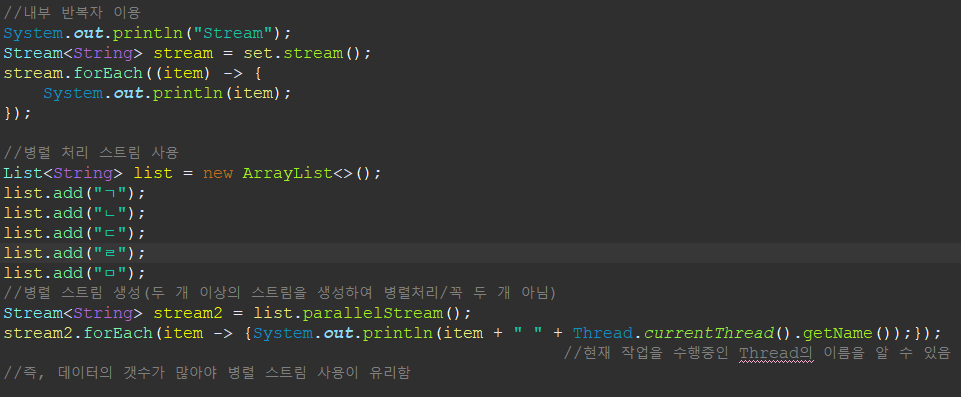 //내부 반복자 이용
System.out.println("Stream");
Stream<String> stream = set.stream();
stream.forEach((item) -> {
    System.out.println(item);
});
//병렬 처리 스트림 사용
List<String> list = new ArrayList<>();
list.add("ㄱ");
list.add("ㄴ");
list.add("ㄷ");
list.add("ㄹ");
list.add("ㅁ");
//병렬 스트림 생성(두 개 이상의 스트림을 생성하여 병렬처리/꼭 두 개 아님)
Stream<String> stream2 = list.parallelStream();
stream2.forEach(item -> {System.out.println(item + " " + Thread.currentThread().getName());});
//현재 작업을 수행중인 Thread의 이름을 알 수 있음
//즉, 데이터의 갯수가 많아야 병렬 스트림 사용이 유리함